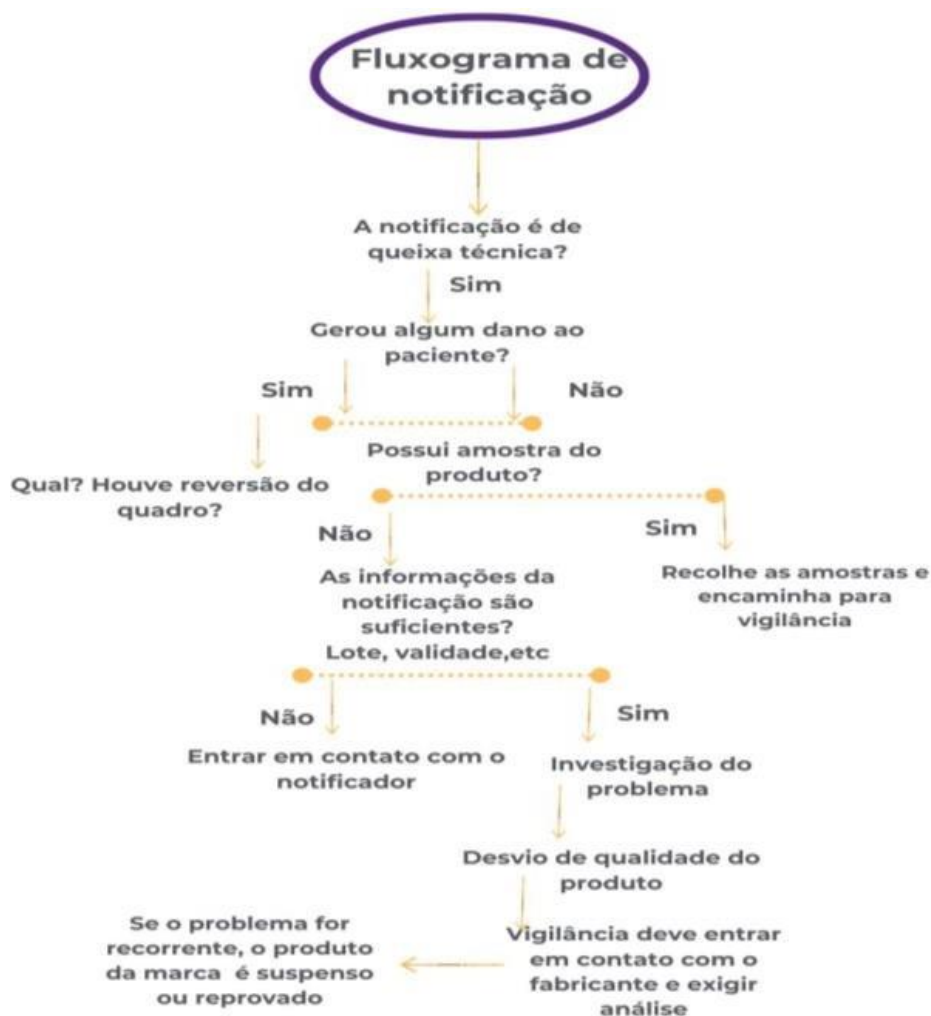 Fluxograma de
notificação
A notificação é de
queixa técnica?
Sim
Gerou algum dano ao
paciente?
Sim
Não
Possui amostra do
produto?
Qual? Houve reversão do
quadro?
Não
Sim
As informações da
notificação são
suficientes?
Lote, validade,etc
Recolhe as amostras e
encaminha para
vigilância
Não
Sim
Entrar em contato com o
notificador
Investigação do
problema
Desvio de qualidade do
produto
Vigilância deve entrar
em contato com o
fabricante e exigir
análise
Se o problema for
recorrente, o produto
da marca é suspenso
ou reprovado